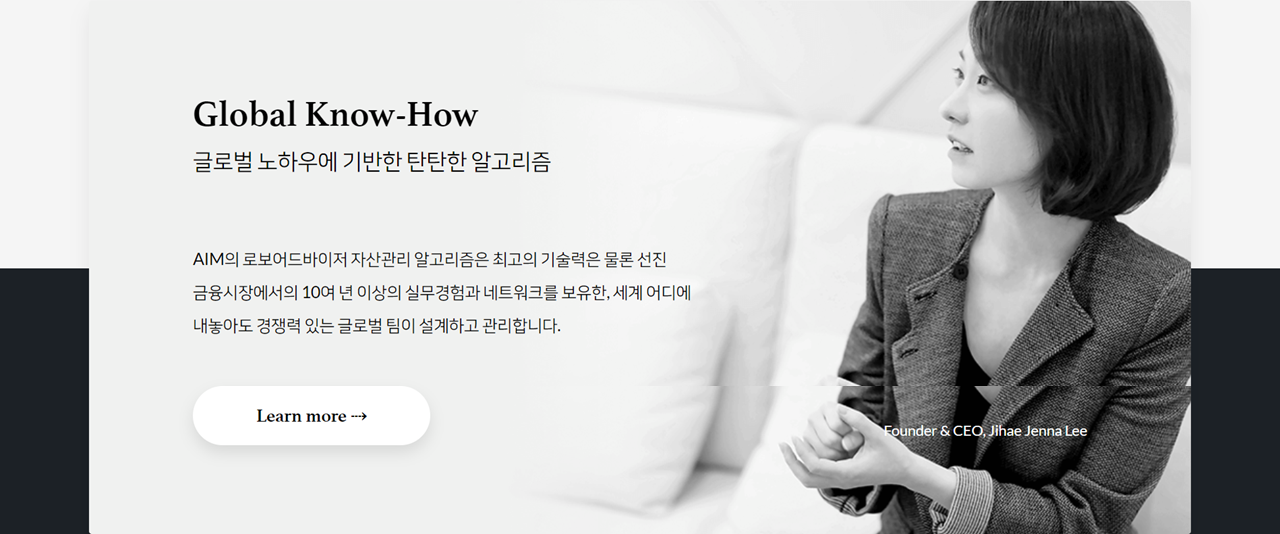 Global Know-How
글로벌 노하우에 기반한 탄탄한 알고리즘
AIM의 로보어드바이저 자산관리 알고리즘은 최고의 기술력은 물론 선진
금융시장에서의 10여 년 이상의 실무경험과 네트워크를 보유한, 세계 어디에
내놓아도 경쟁력 있는 글로벌 팀이 설계하고 관리합니다.
Learn more ⤍
Founder & CEO, Jihae Jenna Lee